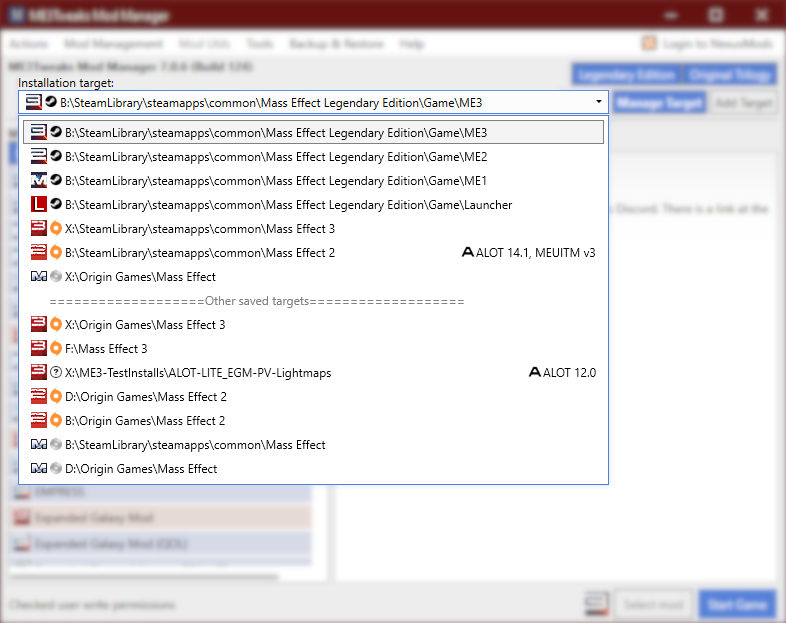 ME3Tweaks Mod Manager
Actions Mod Management Mod Utils Tools Backup & Restore Help Login to NexusMods
ME3Tweaks Mod Manager 7.0.6 (Build 124)
Installation target:
Legendary Edition Original Trilogy
B:\SteamLibrary\steamapps\common\Mass Effect Legendary Edition\Game\ME3
Manage Target Add Target
B:\SteamLibrary\steamapps\common\Mass Effect Legendary Edition\Game\ME3
B:\SteamLibrary\steamapps\common\Mass Effect Legendary Edition\Game\ME2
B:\SteamLibrary\steamapps\common\Mass Effect Legendary Edition\Game\ME1
L B:\SteamLibrary\steamapps\common\Mass Effect Legendary Edition\Game\Launcher
s Discord. There is a link at the
B:\SteamLibrary\steamapps\common\Mass Effect 3
B:\SteamLibrary\steamapps\common\Mass Effect 2 ALOT 14.1, MEUITM v3
X:\Origin Games\Mass Effect
===================Other saved targets===================
X:\Origin Games\Mass Effect 3
F:\Mass Effect 3
X:\ME3-TestInstalls\ALOT-LITE_EGM-PV-Lightmaps ALOT 12.0
D:\Origin Games\Mass Effect 2
B:\Origin Games\Mass Effect 2
B:\SteamLibrary\steamapps\common\Mass Effect
D:\Origin Games\Mass Effect
EMPRESS
Expanded Galaxy Mod
Expanded Galaxy Mod
Checked user write permissions
Select mod Start Game